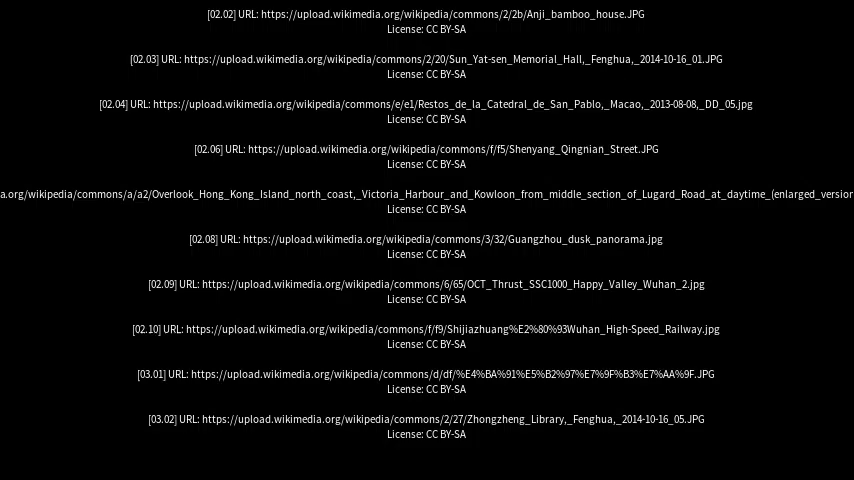 [02.02] URL: https://upload.wikimedia.org/wikipedia/commons/2/2b/Anji_bamboo_house.JPG
License: CC BY-SA
[02.03] URL: https://upload.wikimedia.org/wikipedia/commons/2/20/Sun_Yat-sen_Memorial_Hall,_Fenghua,_2014-10-16_01.JPG
License: CC BY-SA
[02.04] URL: https://upload.wikimedia.org/wikipedia/commons/e/e1/Restos_de_la_Catedral_de_San_Pablo,_Macao,_2013-08-08,_DD_05.jpg
License: CC BY-SA
[02.06] URL: https://upload.wikimedia.org/wikipedia/commons/f/f5/Shenyang_Qingnian_Street.JPG
License: CC BY-SA
a.org/wikipedia/commons/a/a2/Overlook_Hong_Kong_Island_north_coast,_Victoria_Harbour_and_Kowloon_from_middle_section_of_Lugard_Road_at_daytime_(enlarged_version
License: CC BY-SA
[02.08] URL: https://upload.wikimedia.org/wikipedia/commons/3/32/Guangzhou_dusk_panorama.jpg
License: CC BY-SA
[02.09] URL: https://upload.wikimedia.org/wikipedia/commons/6/65/OCT_Thrust_SSC1000_Happy_Valley_Wuhan_2.jpg
License: CC BY-SA
[02.10] URL: https://upload.wikimedia.org/wikipedia/commons/f/f9/Shijiazhuang%E2%80%93Wuhan_High-Speed_Railway.jpg
License: CC BY-SA
[03.01] URL: https://upload.wikimedia.org/wikipedia/commons/d/df/%E4%BA%91%E5%B2%97%E7%9F%B3%E7%AA%9F.JPG
License: CC BY-SA
[03.02] URL: https://upload.wikimedia.org/wikipedia/commons/2/27/Zhongzheng_Library,_Fenghua,_2014-10-16_05.JPG
License: CC BY-SA